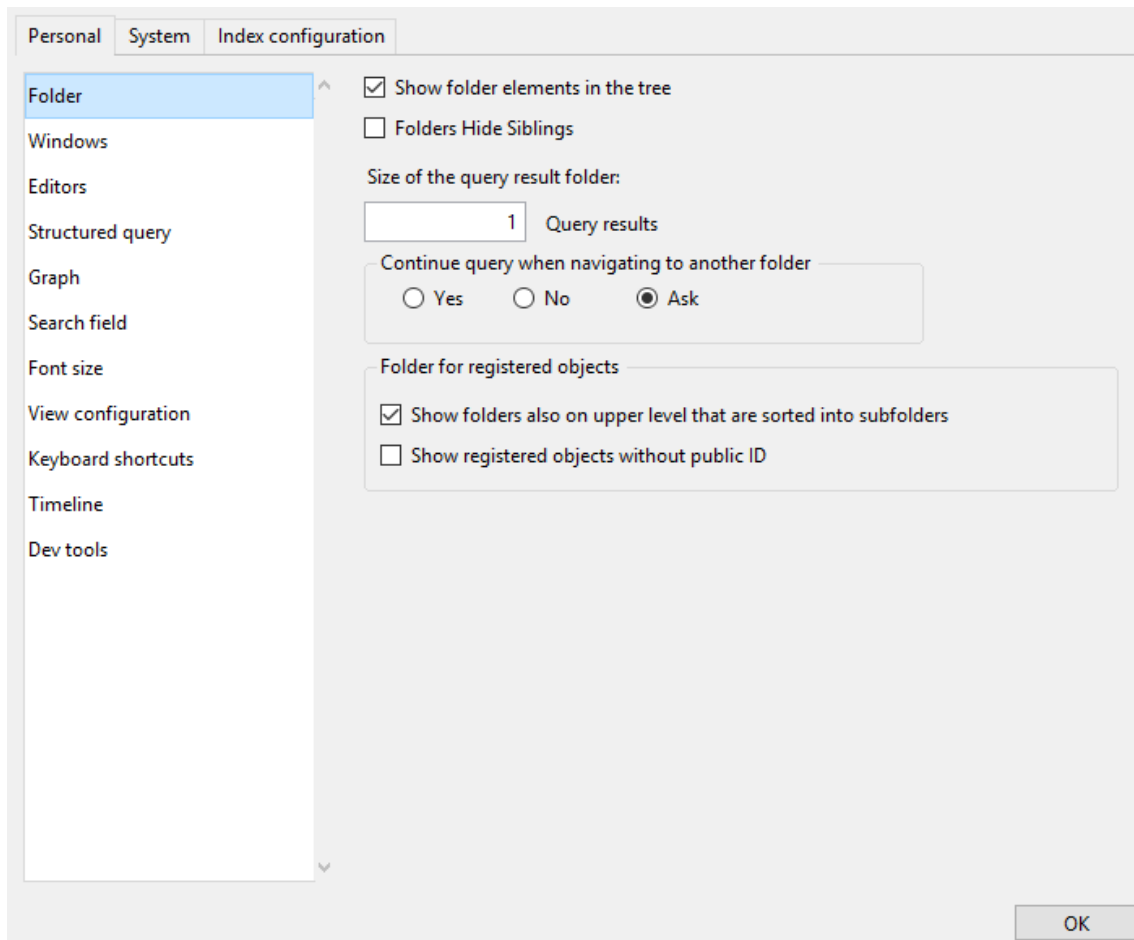 Personal System Index configuration
Folder
Windows
Editors
Structured query
Graph
Search field
Font size
View configuration
Keyboard shortcuts
Timeline
Dev tools
Show folder elements in the tree
Folders Hide Siblings
Size of the query result folder:
1 Query results
Continue query when navigating to another folder
Yes No Ask
Folder for registered objects
Show folders also on upper level that are sorted into subfolders
Show registered objects without public ID
OK